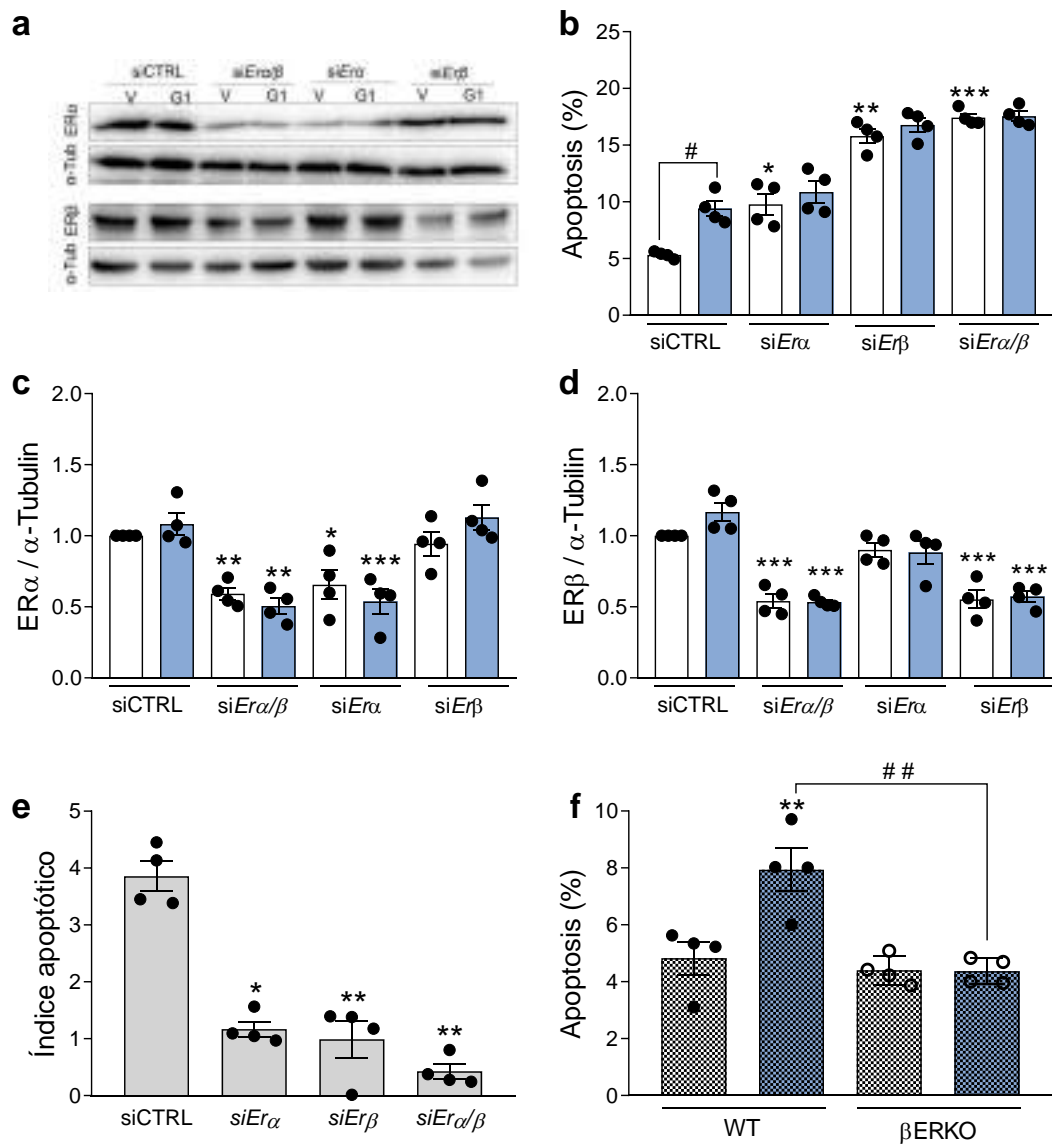 a
siCTRL siErα/β siErα siErβ
V G1 V G1 V G1 V G1
ERα
α-Tub
ERβ
α-Tub
b
Apoptosis (%)
25
20
15
10
5
0
#
*
**
***
siCTRL siErα siErβ siErα/β
c
ERα / α-Tubulin
2.0
1.5
1.0
0.5
0.0
** ** * ***
siCTRL siErα/β siErα siErβ
d
ERβ / α-Tubilin
2.0
1.5
1.0
0.5
0.0
*** *** *** ***
siCTRL siErα/β siErα siErβ
e
Índice apoptótico
5
4
3
2
1
0
* ** **
siCTRL siErα siErβ siErα/β
f
Apoptosis (%)
10
8
6
4
2
0
**
# #
WT βERKO